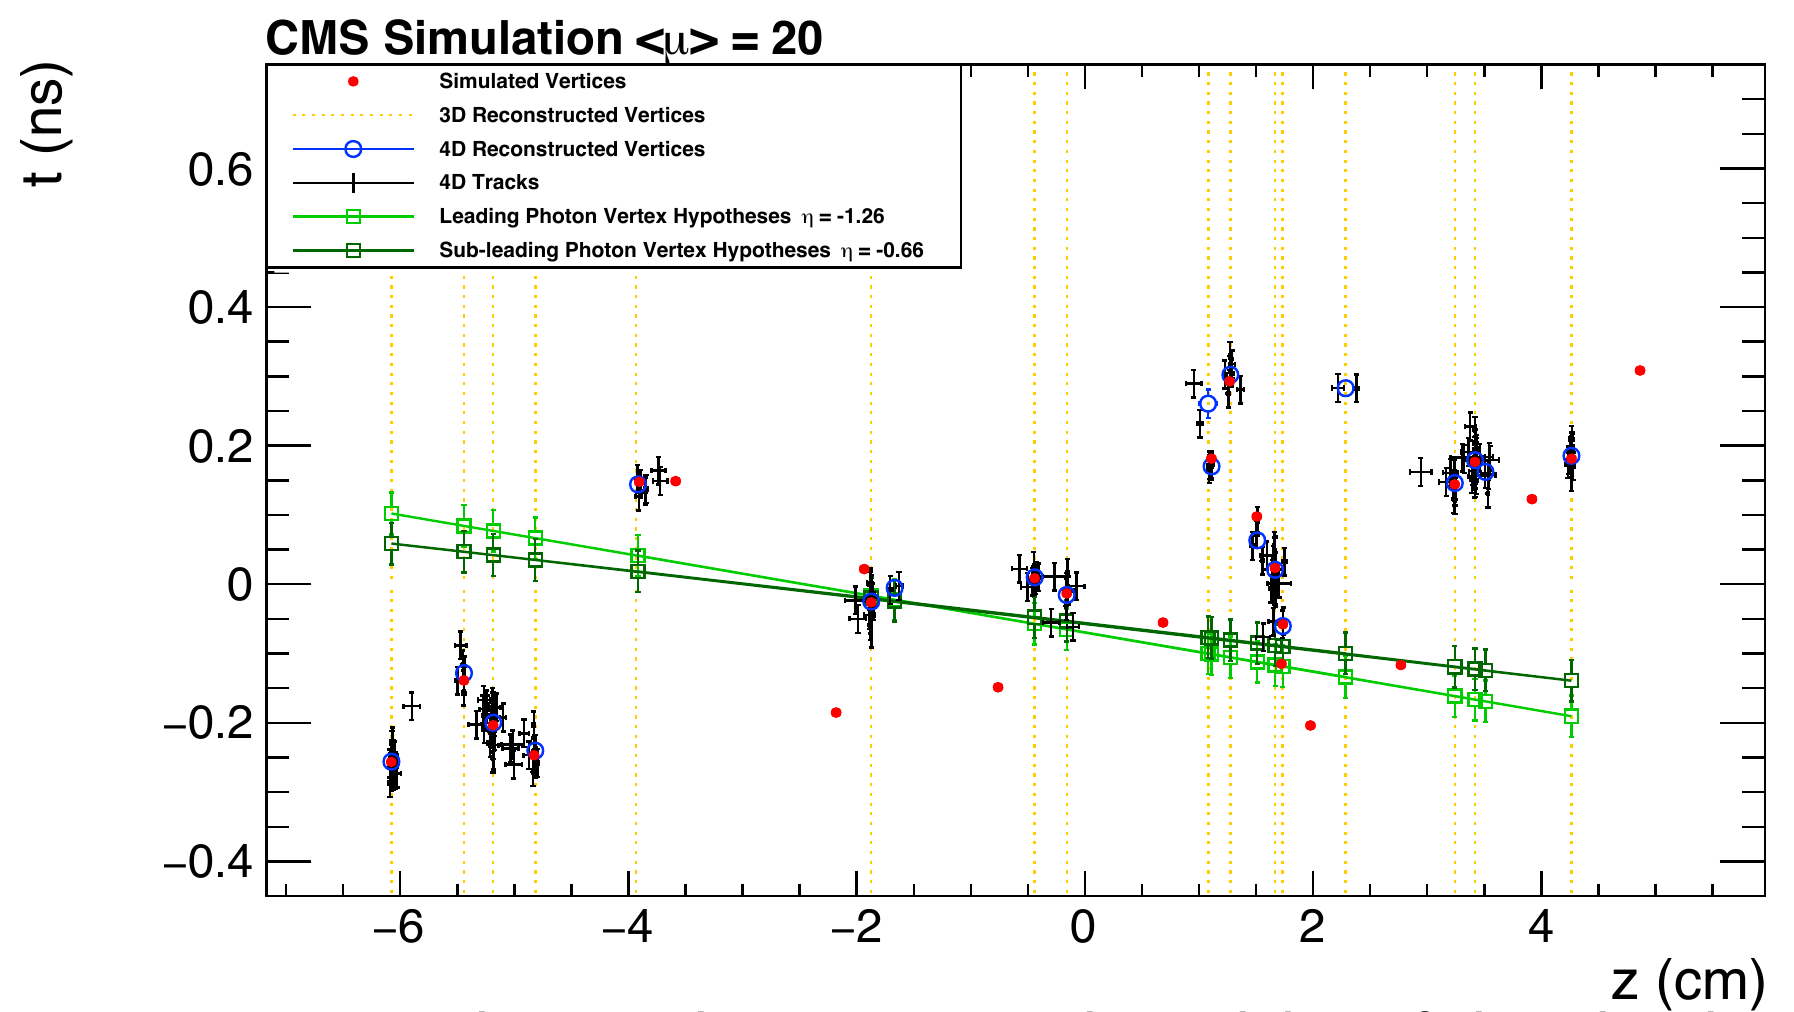 CMS Simulation <μ> = 20
t (ns)
Simulated Vertices
3D Reconstructed Vertices
4D Reconstructed Vertices
4D Tracks
Leading Photon Vertex Hypotheses η = -1.26
Sub-leading Photon Vertex Hypotheses η = -0.66
0.6
0.4
0.2
0
−0.2
−0.4
−6 −4 −2 0 2 4
z (cm)